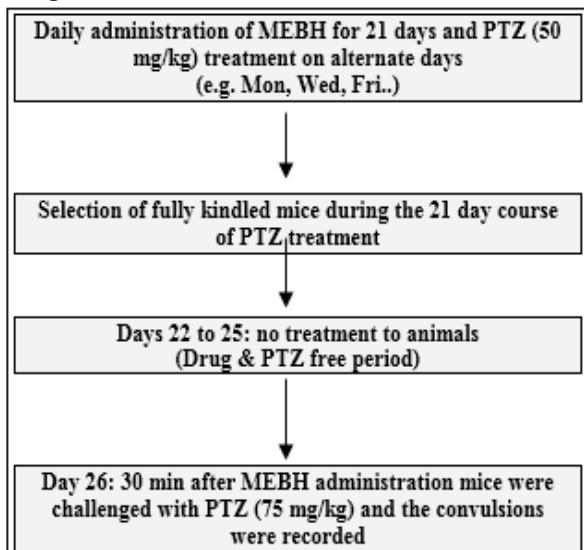 Daily administration of MEBH for 21 days and PTZ (50
mg/kg) treatment on alternate days
(e.g. Mon, Wed, Fri..)
Selection of fully kindled mice during the 21 day course
of PTZ treatment
Days 22 to 25: no treatment to animals
(Drug & PTZ free period)
Day 26: 30 min after MEBH administration mice were
challenged with PTZ (75 mg/kg) and the convulsions
were recorded